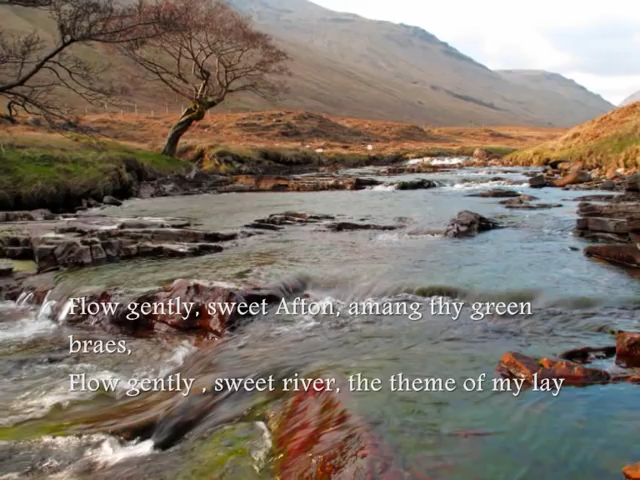 Flow gently, sweet Afton, amang thy green
braes,
Flow gently , sweet river, the theme of my lay